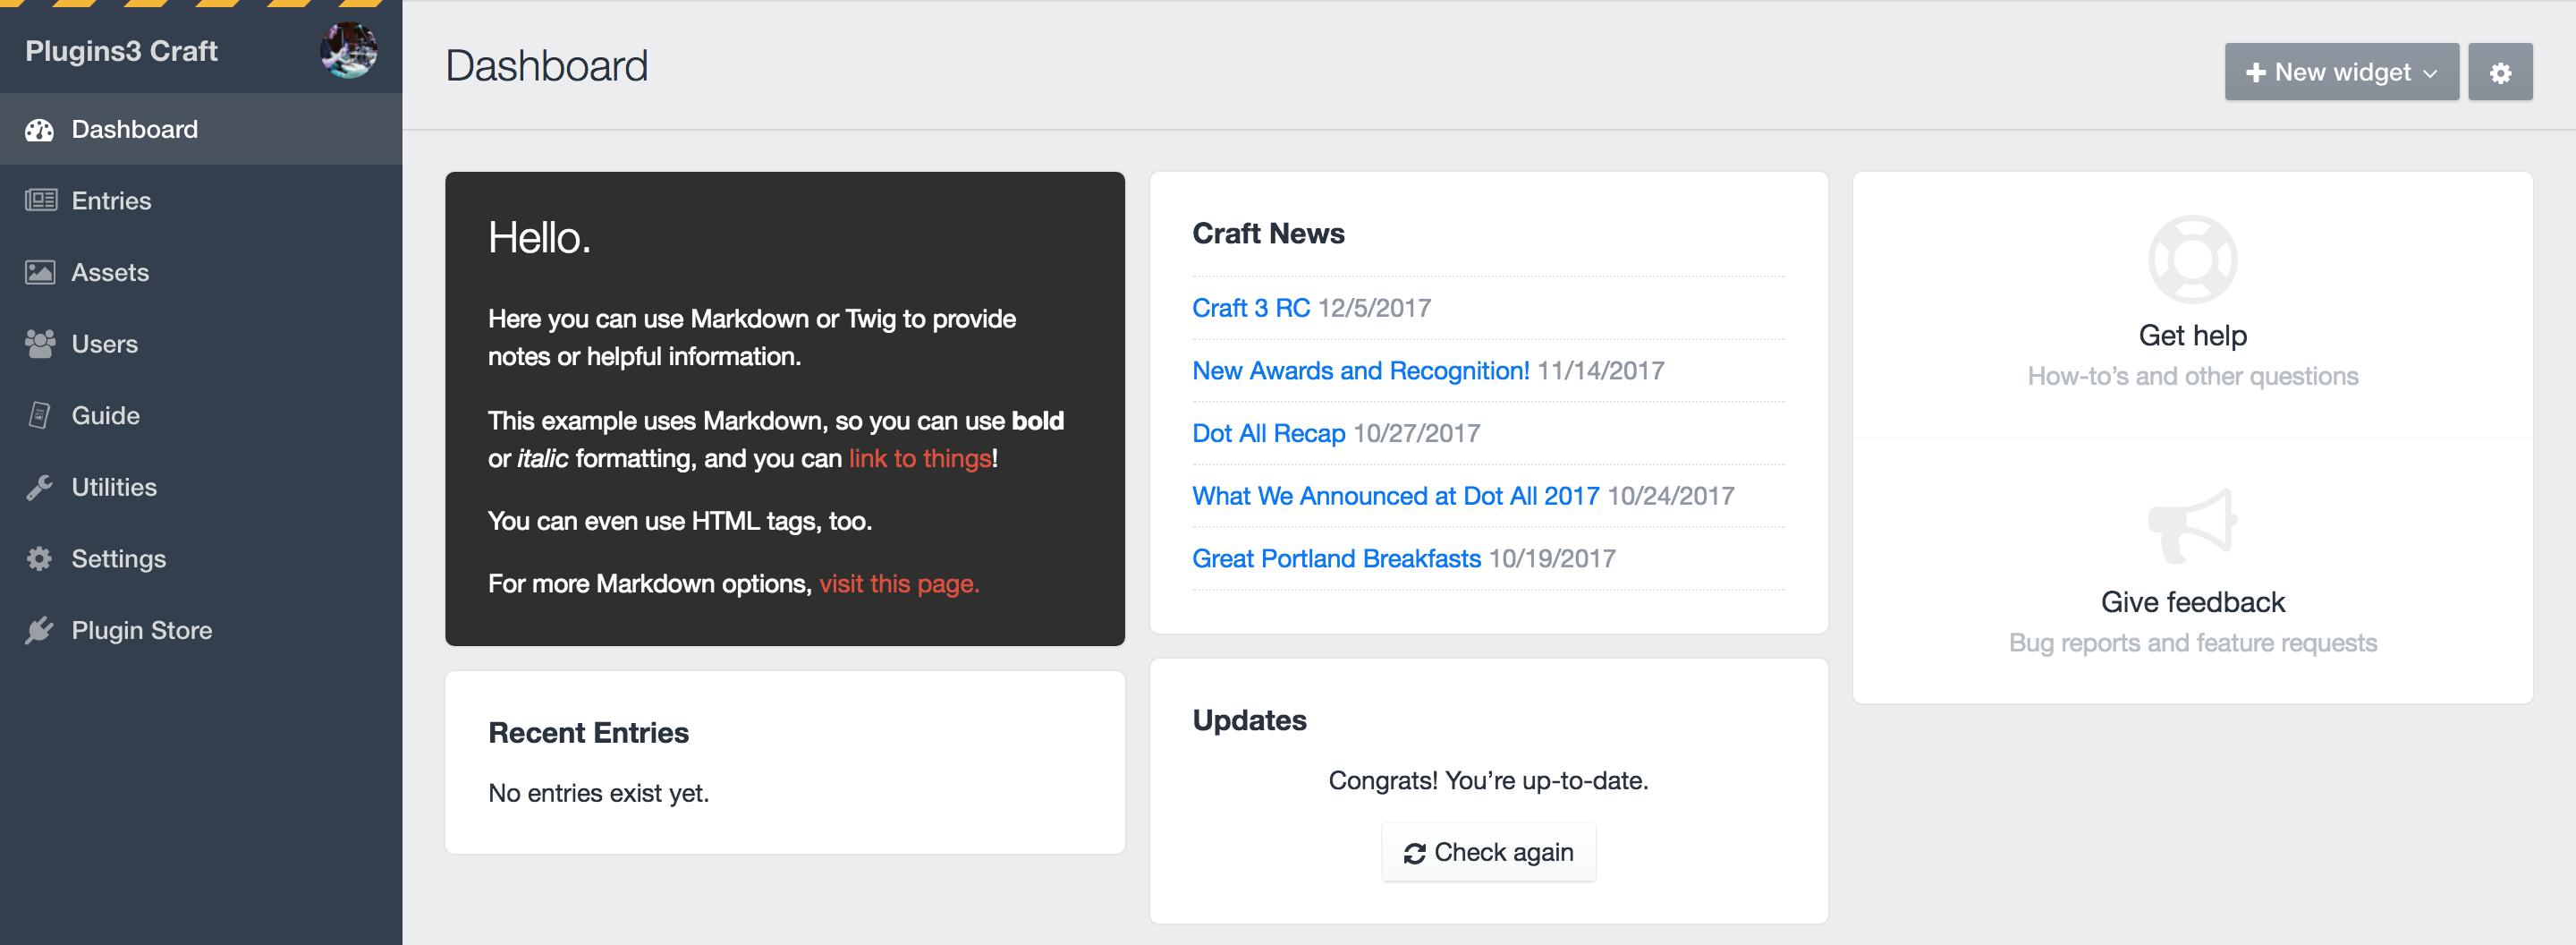 Plugins3 Craft
Dashboard
Entries
Assets
Users
Guide
Utilities
Settings
Plugin Store
Dashboard
New widget
Hello.
Here you can use Markdown or Twig to provide
notes or helpful information.
This example uses Markdown, so you can use bold
or italic formatting, and you can link to things!
You can even use HTML tags, too.
For more Markdown options, visit this page.
Recent Entries
No entries exist yet.
Craft News
Craft 3 RC 12/5/2017
New Awards and Recognition! 11/14/2017
Dot All Recap 10/27/2017
What We Announced at Dot All 2017 10/24/2017
Great Portland Breakfasts 10/19/2017
Updates
Congrats! You’re up-to-date.
Check again
Get help
How-to’s and other questions
Give feedback
Bug reports and feature requests